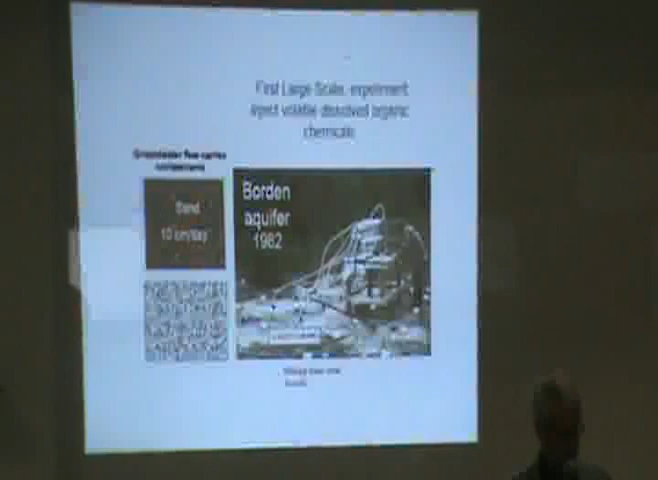 First Large Scale, experiment
inject volatile dissolved organic
chemicals
Groundwater flow carries
Sand
10 cm/day
Borden
aquifer
1982